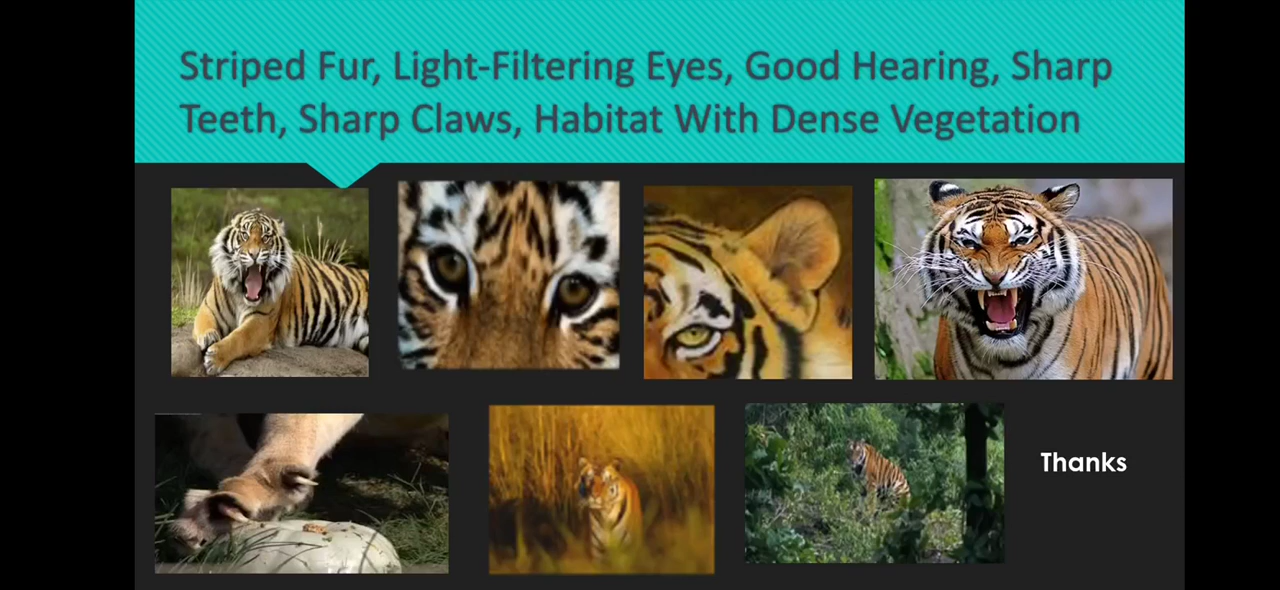 Striped Fur, Light-Filtering Eyes, Good Hearing, Sharp
Teeth, Sharp Claws, Habitat With Dense Vegetation
Thanks